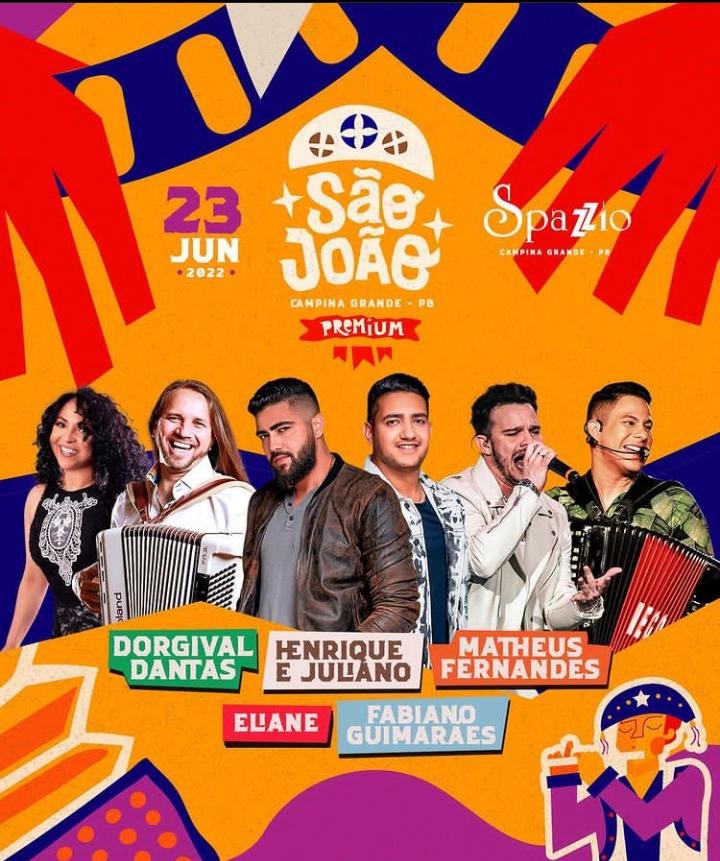 23
JUN
• 2022 •
São
João
CAMPINA GRANDE - PB
PREMIUM
Spazzio
CAMPINA GRANDE - PB
Roland
DORGIVAL
DANTAS
HENRIQUE
E JULIANO
MATHEUS
FERNANDES
ELIANE
FABIANO
GUIMARAES